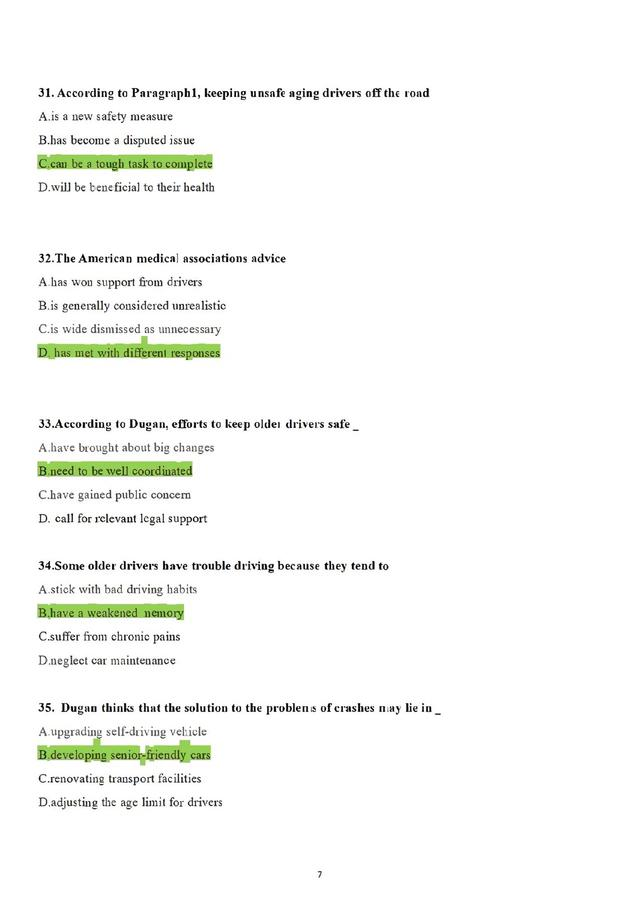 31. According to Paragraph1, keeping unsafe aging drivers off the road
A.is a new safety measure
B.has become a disputed issue
C.can be a tough task to complete
D.will be beneficial to their health
32.The American medical associations advice
A.has won support from drivers
B.is generally considered unrealistic
C.is wide dismissed as unnecessary
D. has met with different responses
33.According to Dugan, efforts to keep older drivers safe _
A.have brought about big changes
B.need to be well coordinated
C.have gained public concern
D. call for relevant legal support
34.Some older drivers have trouble driving because they tend to
A.stick with bad driving habits
B.have a weakened memory
C.suffer from chronic pains
D.neglect car maintenance
35. Dugan thinks that the solution to the problems of crashes may lie in _
A.upgrading self-driving vehicle
B.developing senior-friendly cars
C.renovating transport facilities
D.adjusting the age limit for drivers
7